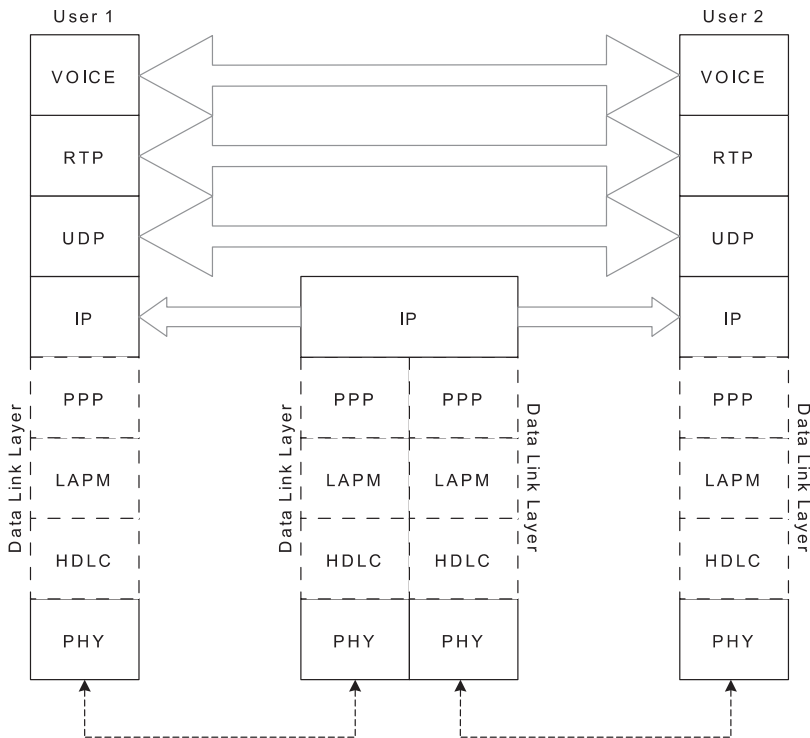 User 1
User 2
VOICE
VOICE
RTP
RTP
UDP
UDP
IP
IP
IP
Data Link Layer
PPP
Data Link Layer
PPP
PPP
Data Link Layer
PPP
Data Link Layer
LAPM
LAPM
LAPM
LAPM
HDLC
HDLC
HDLC
HDLC
PHY
PHY
PHY
PHY